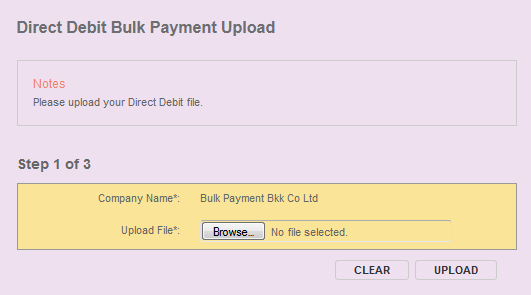 Direct Debit Bulk Payment Upload
Notes
Please upload your Direct Debit file.
Step 1 of 3
Company Name*: Bulk Payment Bkk Co Ltd
Upload File*: Browse... No file selected.
CLEAR UPLOAD